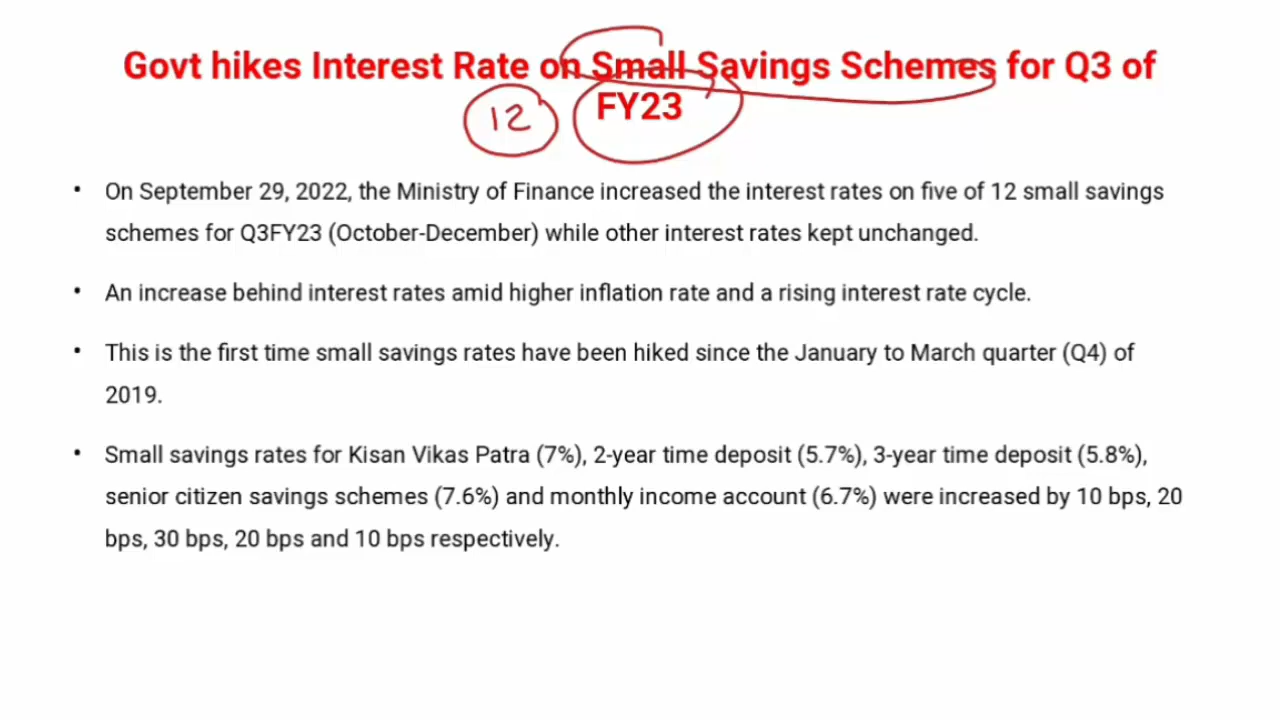 Govt hikes Interest Rate on Small Savings Schemes for Q3 of
FY23
12
• On September 29, 2022, the Ministry of Finance increased the interest rates on five of 12 small savings
schemes for Q3FY23 (October-December) while other interest rates kept unchanged.
• An increase behind interest rates amid higher inflation rate and a rising interest rate cycle.
• This is the first time small savings rates have been hiked since the January to March quarter (Q4) of
2019.
• Small savings rates for Kisan Vikas Patra (7%), 2-year time deposit (5.7%), 3-year time deposit (5.8%),
senior citizen savings schemes (7.6%) and monthly income account (6.7%) were increased by 10 bps, 20
bps, 30 bps, 20 bps and 10 bps respectively.